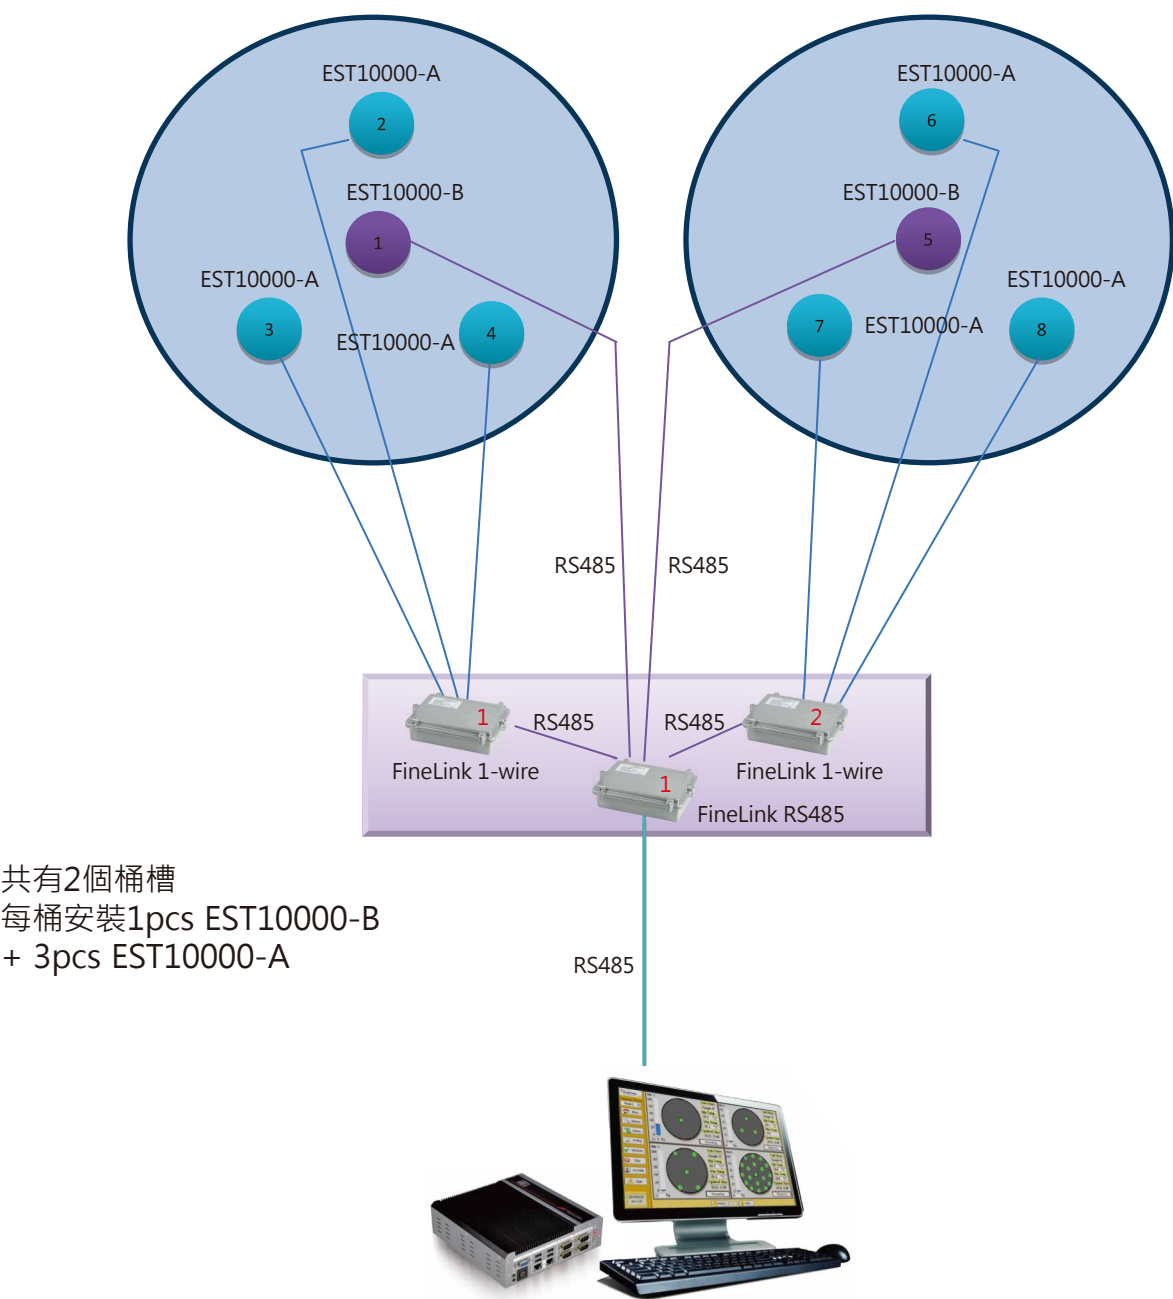 EST10000-A
EST10000-A
2
6
EST10000-B
EST10000-B
1
5
EST10000-A
EST10000-A
3
EST10000-A
4
7
EST10000-A
8
RS485
RS485
1
RS485
RS485
2
FineLink 1-wire
FineLink 1-wire
1
FineLink RS485
共有2個桶槽
每桶安裝1pcs EST10000-B
+ 3pcs EST10000-A
RS485